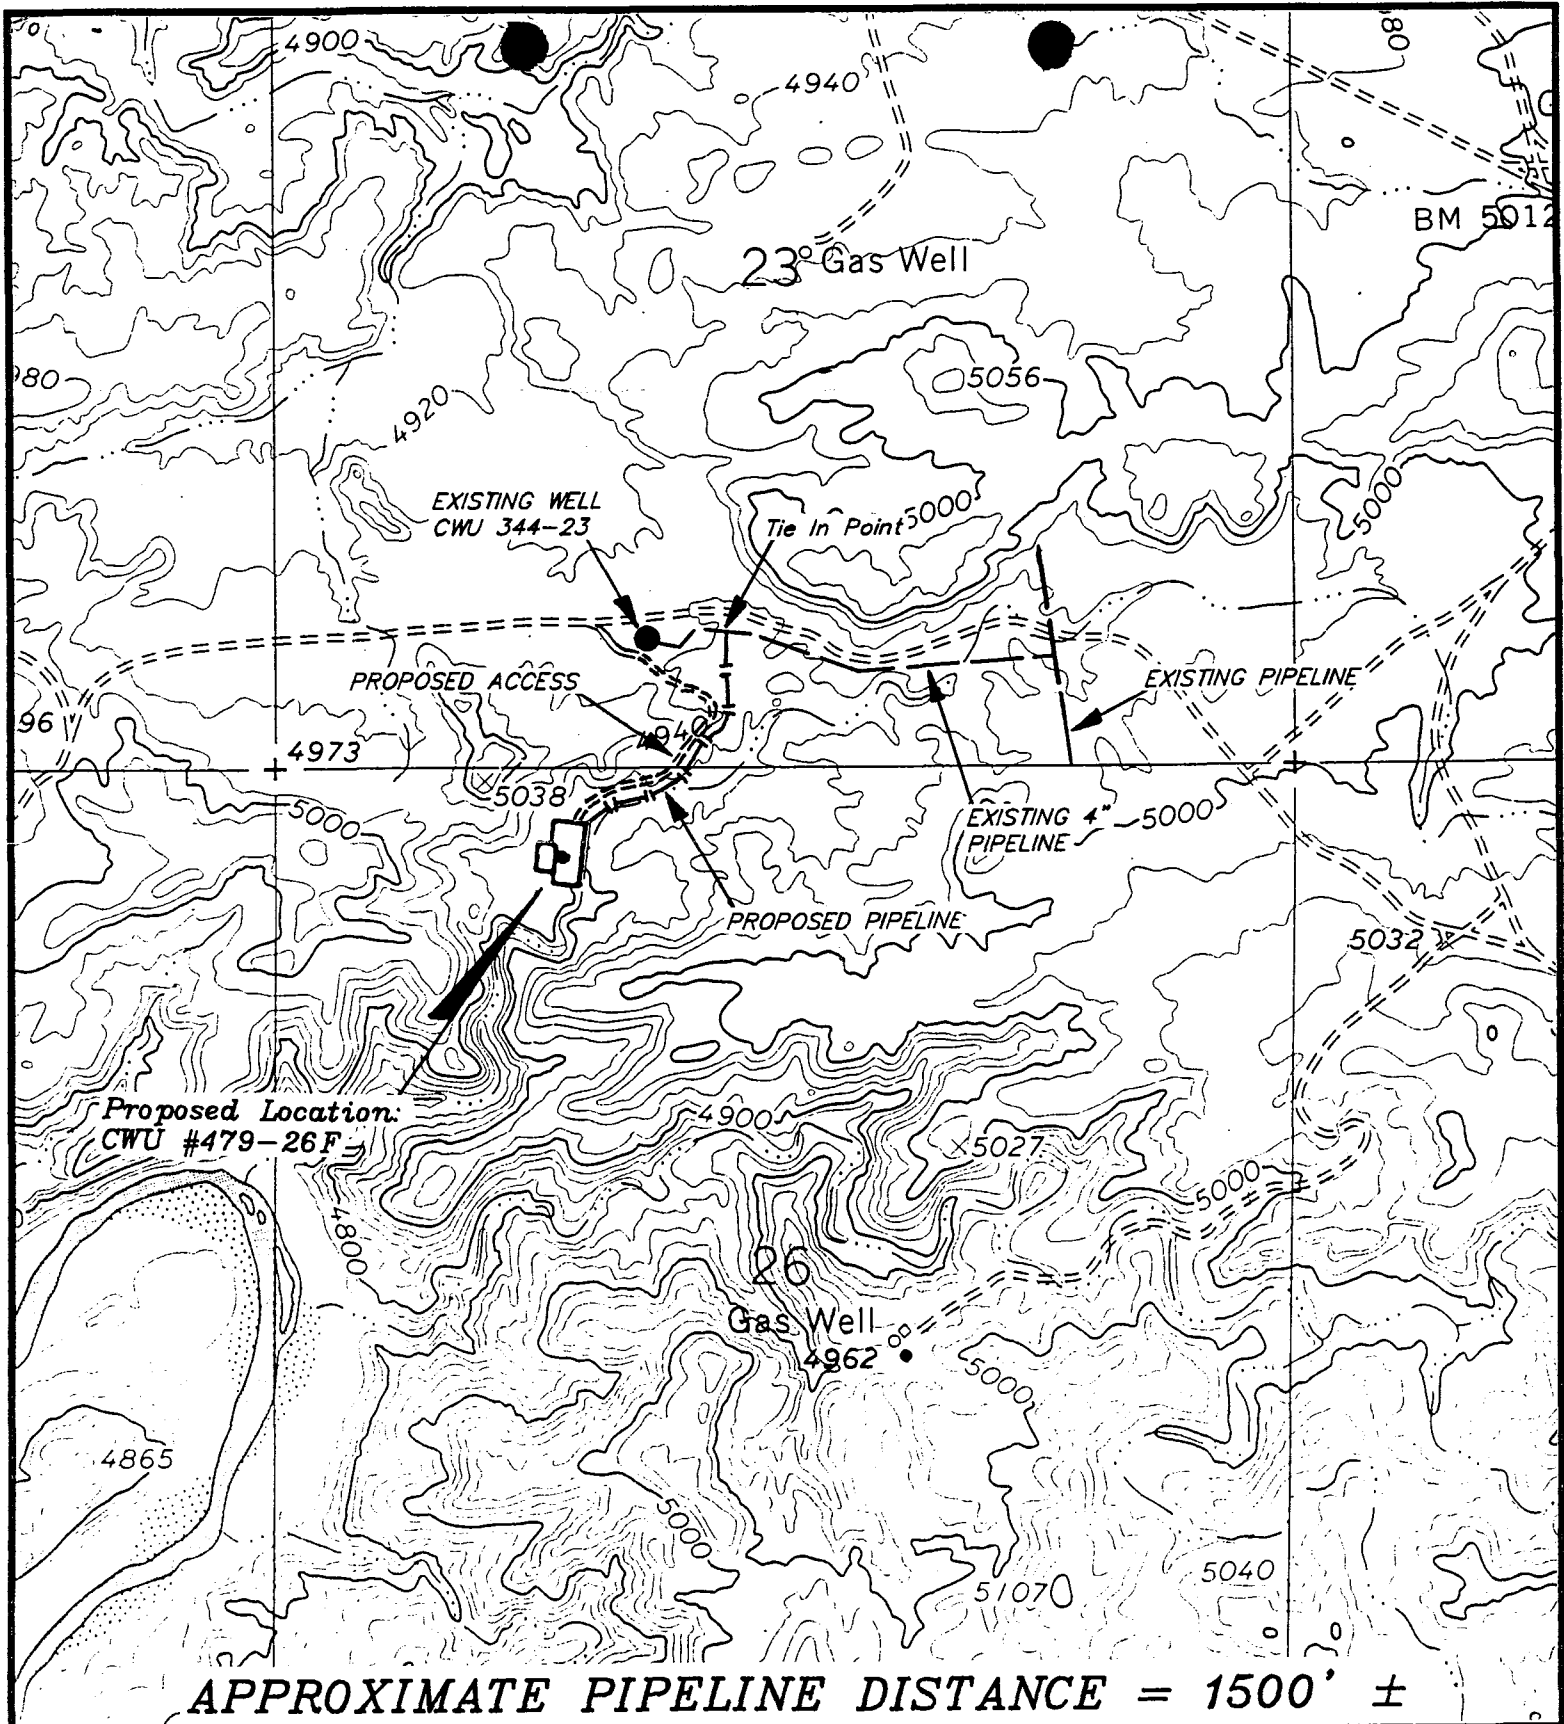 4900
4940
BM 5012
23 Gas Well
5056
4920
5000
EXISTING WELL
CWU 344-23
Tie In Point
5000
PROPOSED ACCESS
EXISTING PIPELINE
4940
4973
5038
5000
EXISTING 4"
PIPELINE
5000
PROPOSED PIPELINE
5032
Proposed Location:
CWU #479-26F
4900
5027
5000
4800
26
Gas Well
4962
5000
4865
5000
5107
5040
APPROXIMATE PIPELINE DISTANCE = 1500' ±